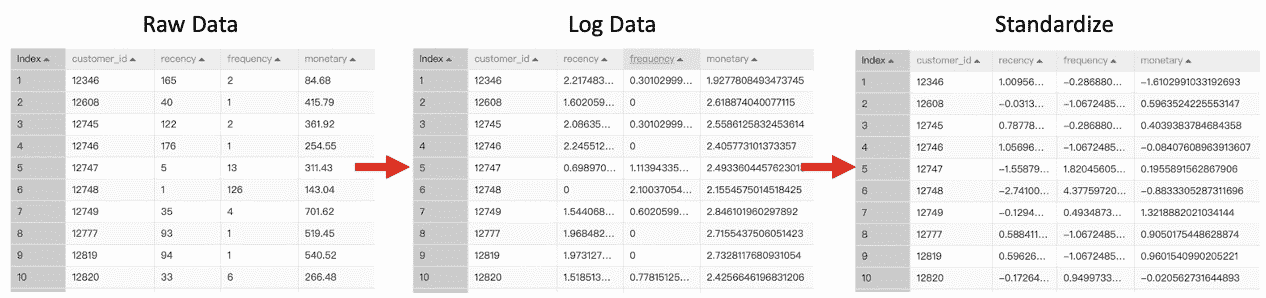 Raw Data
Index customer_id recency frequency monetary
1 12346 165 2 84.68
2 12608 40 1 415.79
3 12745 122 2 361.92
4 12746 176 1 254.55
5 12747 5 13 311.43
6 12748 1 126 143.04
7 12749 35 4 701.62
8 12777 93 1 519.45
9 12819 94 1 540.52
10 12820 33 6 266.48
Log Data
Index customer_id recency frequency monetary
1 12346 2.217483... 0.30102999... 1.9277808493473745
2 12608 1.602059... 0 2.618874040077115
3 12745 2.08635... 0.30102999... 2.5586125832453614
4 12746 2.245512... 0 2.405773101373357
5 12747 0.698970... 1.11394335... 2.493360445762301
6 12748 0 2.10037054... 2.1554575014518425
7 12749 1.544068... 0.6020599... 2.846101960297892
8 12777 1.968482... 0 2.7155437506051423
9 12819 1.973127... 0 2.7328117680931054
10 12820 1.518513... 0.77815125... 2.4256846196831206
Standardize
Index customer_id recency frequency monetary
1 12346 1.00956... −0.286880... −1.6102991033192693
2 12608 −0.0313... −1.0672485... 0.5963524225553147
3 12745 0.78778... −0.286880... 0.4039383784684358
4 12746 1.05696... −1.0672485... −0.08407608963913607
5 12747 −1.55879... 1.82045605... 0.1955891562867906
6 12748 −2.74100... 4.37759720... −0.8833305287311696
7 12749 −0.1294... 0.4934873... 1.3218882021034144
8 12777 0.588411... −1.0672485... 0.9050175448628874
9 12819 0.59626... −1.0672485... 0.9601540990205221
10 12820 −0.17264... 0.9499733... −0.020562731644893